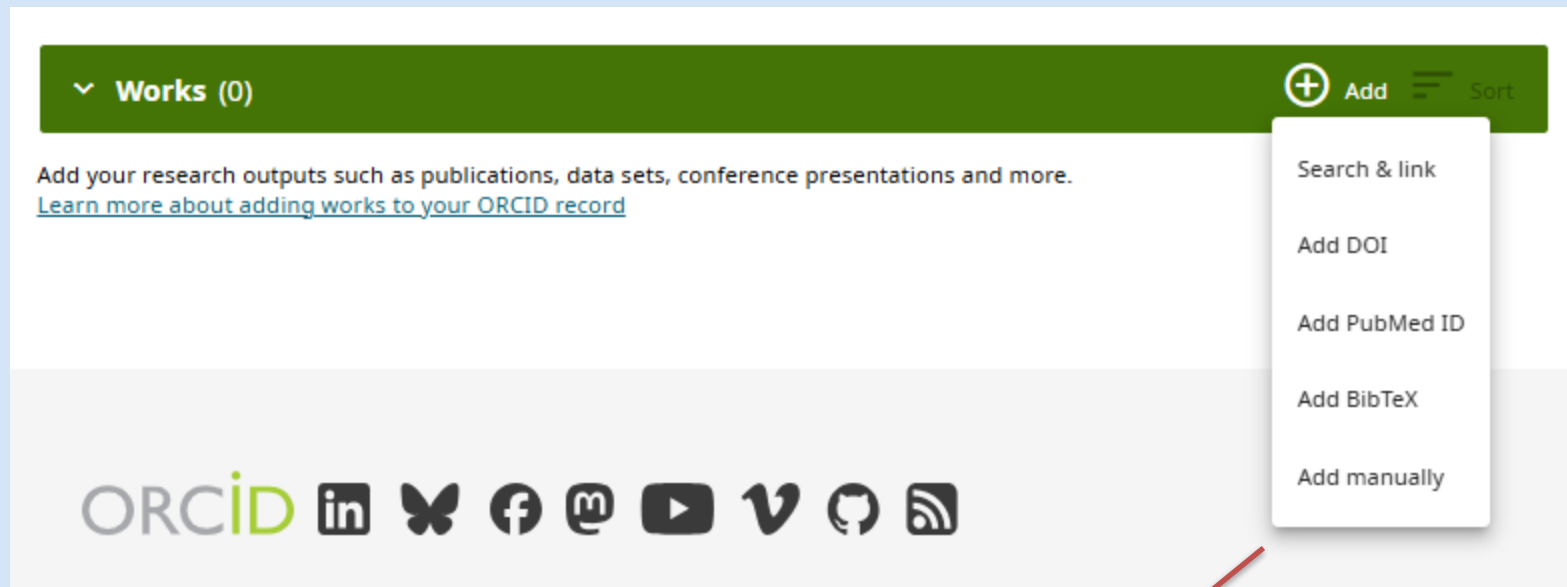 Works (0)
Add
Sort
Add your research outputs such as publications, data sets, conference presentations and more.
Learn more about adding works to your ORCID record
Search & link
Add DOI
Add PubMed ID
Add BibTeX
Add manually
ORCiD in